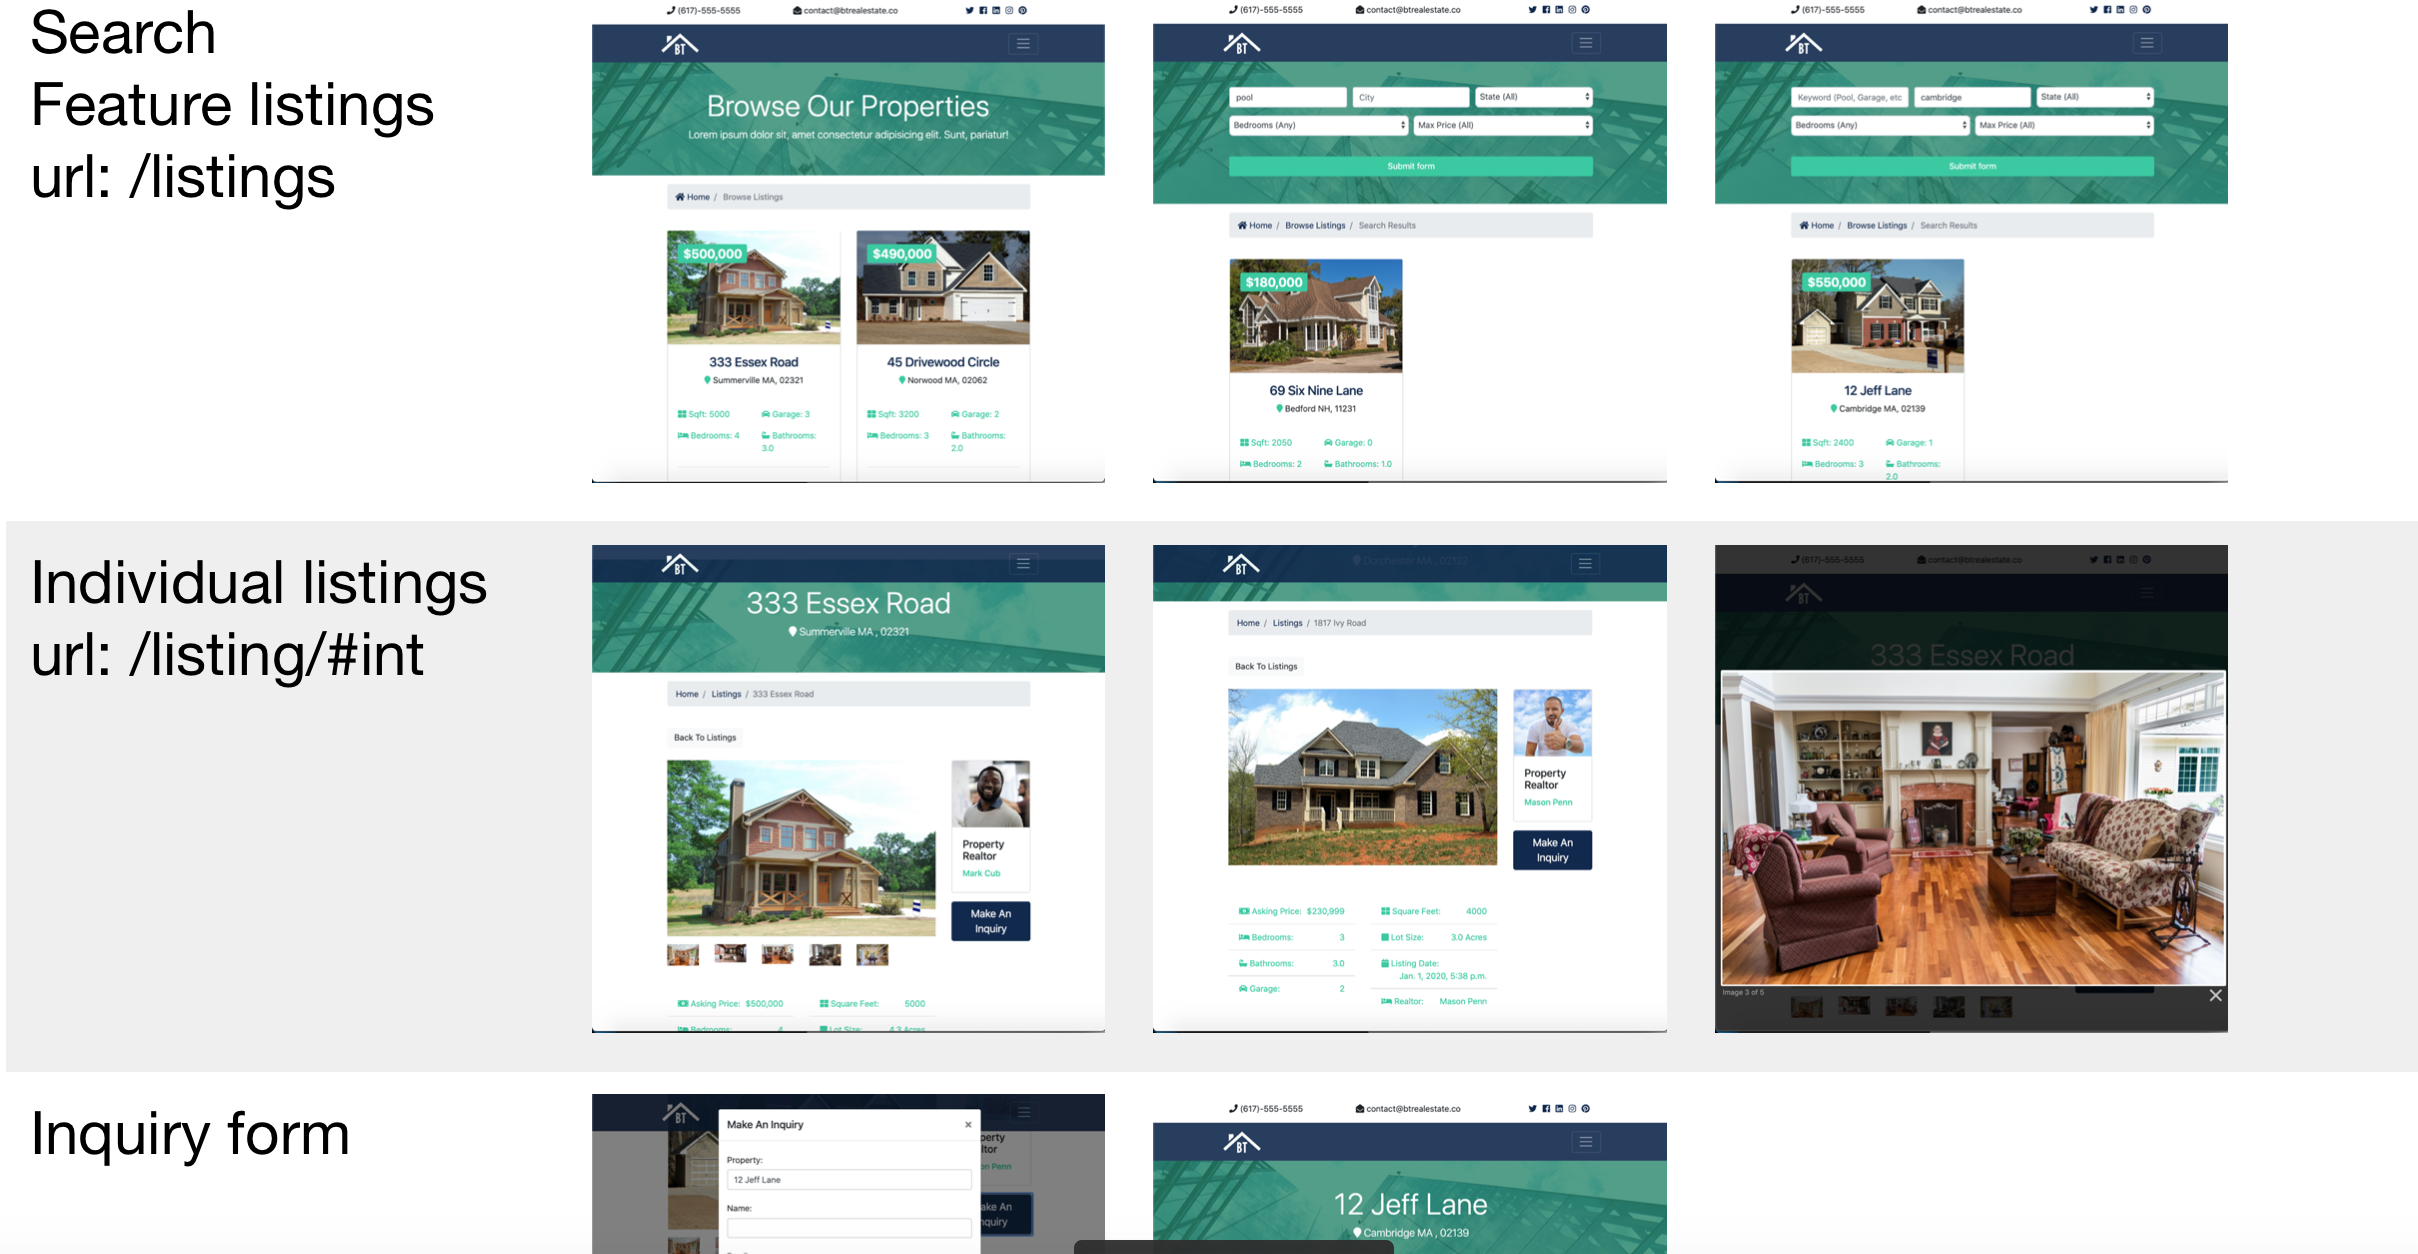 Search
Feature listings
url: /listings
(617)-555-5555 contact@btrealestate.co
BT
Browse Our Properties
Lorem ipsum dolor sit, amet consectetur adipisicing elit. Sunt, pariatur!
Home / Browse Listings
$500,000
333 Essex Road
Summerville MA, 02321
Sqft: 5000 Garage: 3
Bedrooms: 4 Bathrooms:
3.0
$490,000
45 Drivewood Circle
Norwood MA, 02062
Sqft: 3200 Garage: 2
Bedrooms: 3 Bathrooms:
2.0
(617)-555-5555 contact@btrealestate.co
BT
pool City State (All)
Bedrooms (Any) Max Price (All)
Submit form
Home / Browse Listings / Search Results
$180,000
69 Six Nine Lane
Bedford NH, 11231
Sqft: 2050 Garage: 0
Bedrooms: 2 Bathrooms: 1.0
(617)-555-5555 contact@btrealestate.co
BT
Keyword (Pool, Garage, etc cambridge State (All)
Bedrooms (Any) Max Price (All)
Submit form
Home / Browse Listings / Search Results
$550,000
12 Jeff Lane
Cambridge MA, 02139
Sqft: 2400 Garage: 1
Bedrooms: 3 Bathrooms:
2.0
Individual listings
url: /listing/#int
BT
333 Essex Road
Summerville MA , 02321
Home / Listings / 333 Essex Road
Back To Listings
Property
Realtor
Mark Cub
Make An
Inquiry
Asking Price: $500,000 Square Feet: 5000
Bedrooms: 4 Lot Size: 4.3 Acres
BT
Dorchester MA , 02122
Home / Listings / 1817 Ivy Road
Back To Listings
Property
Realtor
Mason Penn
Make An
Inquiry
Asking Price: $230,999 Square Feet: 4000
Bedrooms: 3 Lot Size: 3.0 Acres
Bathrooms: 3.0 Listing Date:
Jan. 1, 2020, 5:38 p.m.
Garage: 2 Realtor: Mason Penn
(617)-555-5555 contact@btrealestate.co
BT
333 Essex Road
Image 3 of 5
Inquiry form
BT
Make An Inquiry ×
Property:
12 Jeff Lane
Name:
perty
ltor
on Penn
ake An
nquiry
(617)-555-5555 contact@btrealestate.co
BT
12 Jeff Lane
Cambridge MA , 02139